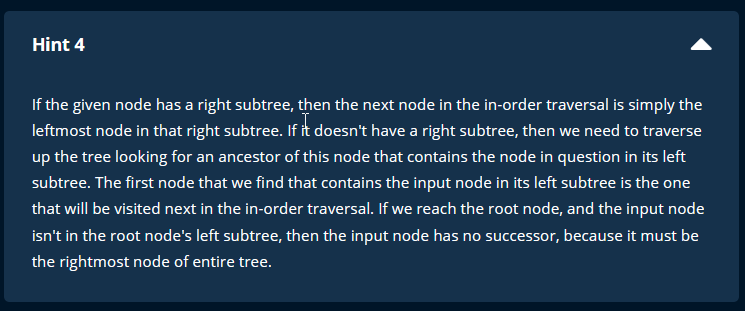 Hint 4
If the given node has a right subtree, then the next node in the in-order traversal is simply the
leftmost node in that right subtree. If it doesn't have a right subtree, then we need to traverse
up the tree looking for an ancestor of this node that contains the node in question in its left
subtree. The first node that we find that contains the input node in its left subtree is the one
that will be visited next in the in-order traversal. If we reach the root node, and the input node
isn't in the root node's left subtree, then the input node has no successor, because it must be
the rightmost node of entire tree.